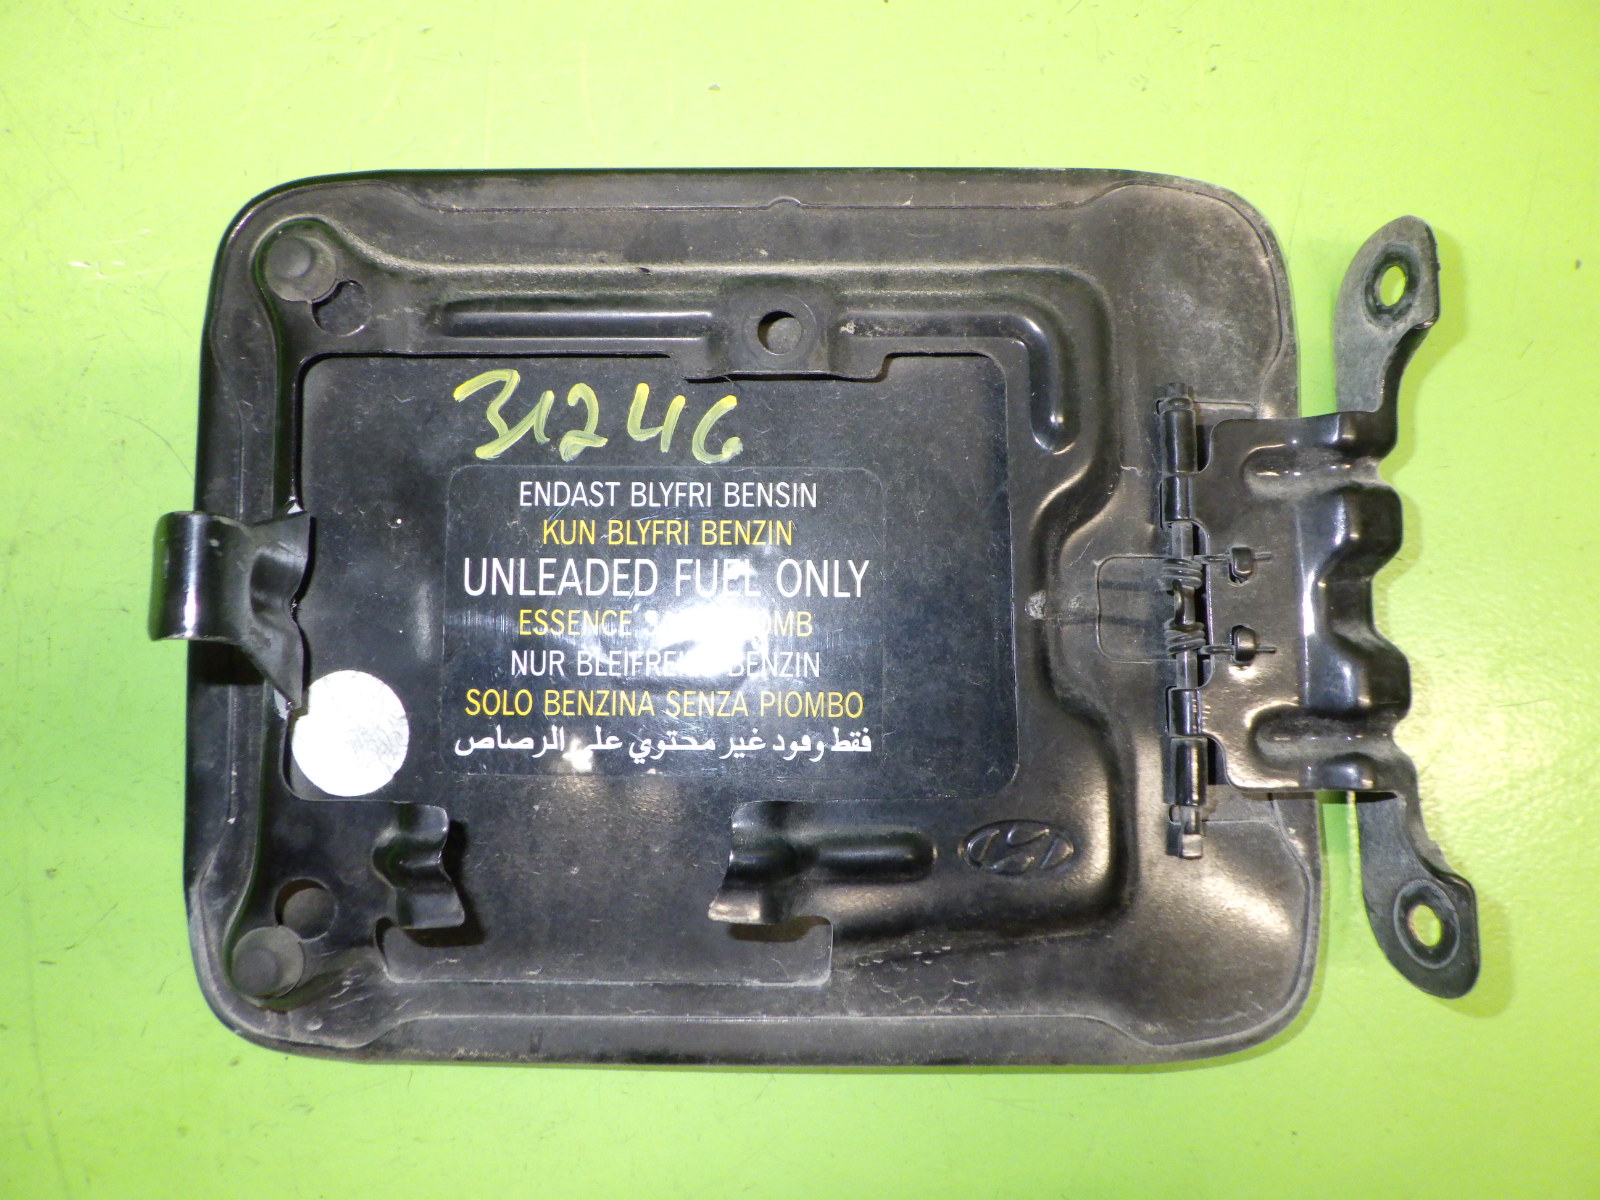 31246
ENDAST BLYFRI BENSIN
KUN BLYFRI BENZIN
UNLEADED FUEL ONLY
ESSENCE
NUR BENZIN
SOLO BENZINA SENZA PIOMBO
فقط وقود غير محتوي على الرصاص